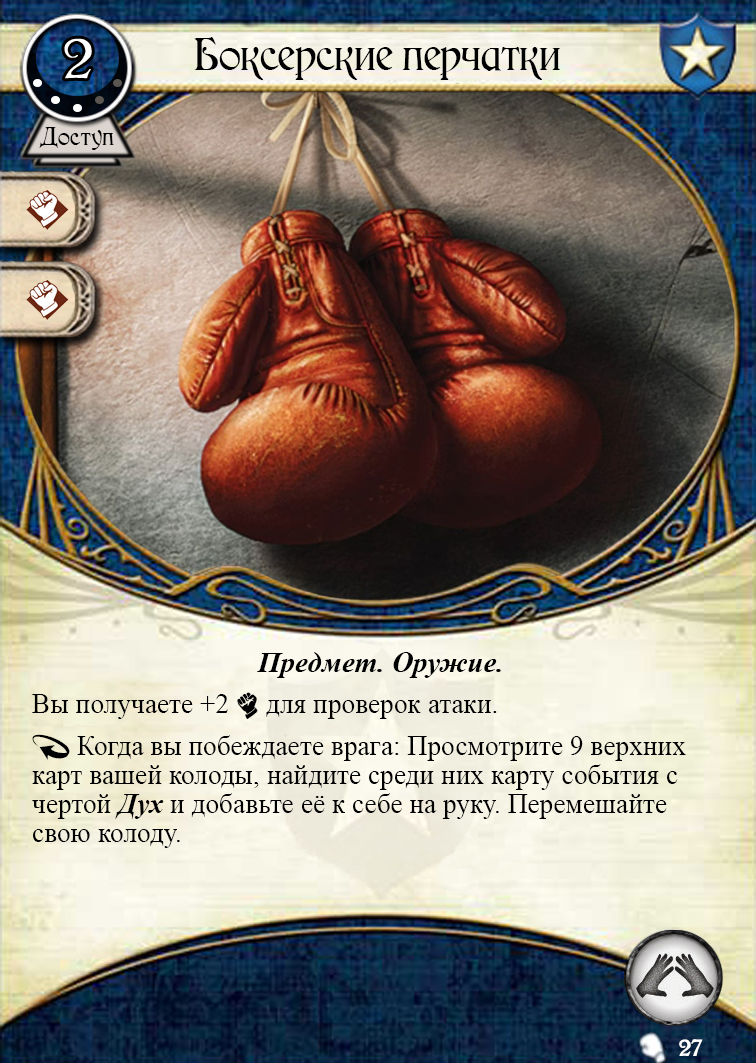 2
Боксерские перчатки
Доступ
Предмет. Оружие.
Вы получаете +2 для проверок атаки.
Когда вы побеждаете врага: Просмотрите 9 верхних
карт вашей колоды, найдите среди них карту события с
чертой Дух и добавьте её к себе на руку. Перемешайте
свою колоду.
27